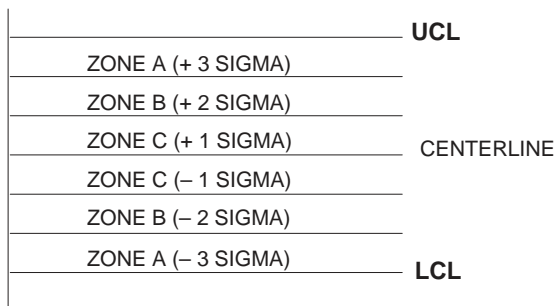 UCL
ZONE A (+ 3 SIGMA)
ZONE B (+ 2 SIGMA)
ZONE C (+ 1 SIGMA)
CENTERLINE
ZONE C (– 1 SIGMA)
ZONE B (– 2 SIGMA)
ZONE A (– 3 SIGMA)
LCL